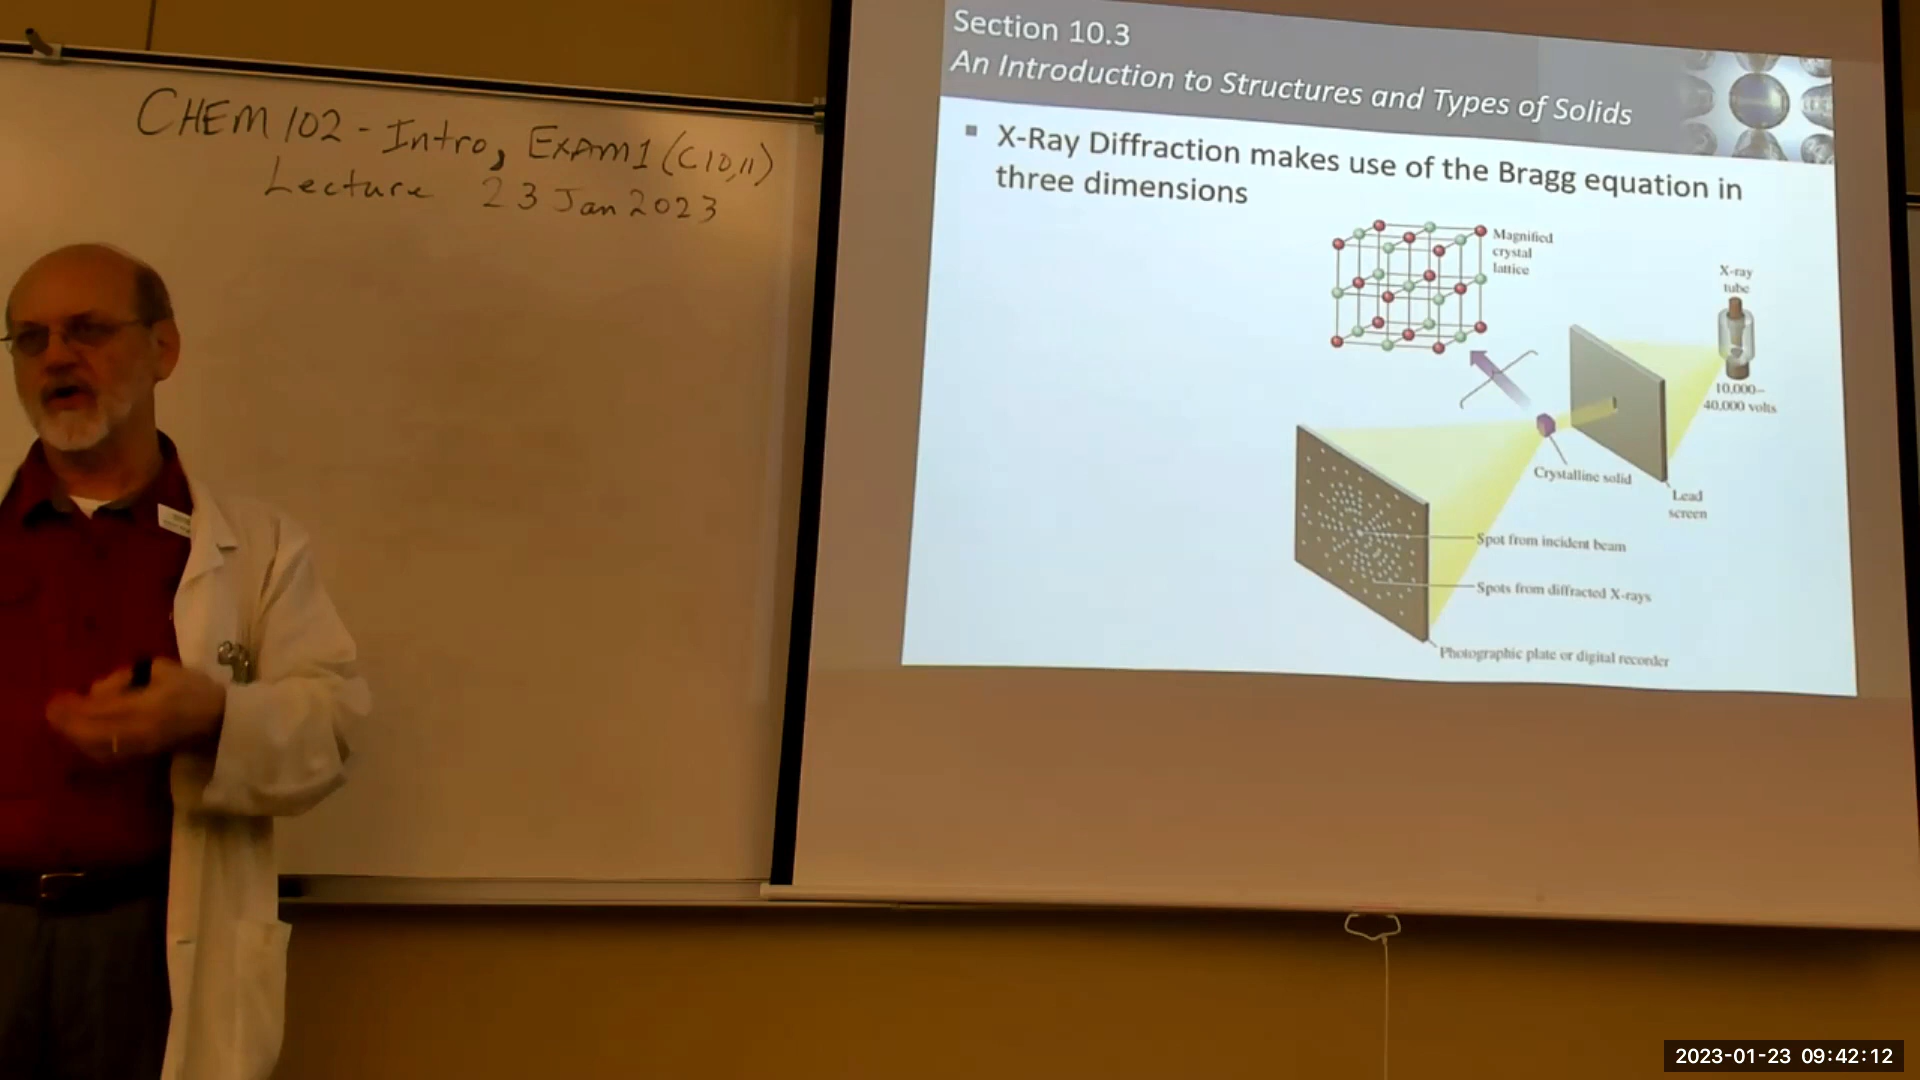 CHEM 102 - Intro, EXAM 1 (C10,11)
Lecture 23 Jan 2023
Section 10.3
An Introduction to Structures and Types of Solids
▪ X-Ray Diffraction makes use of the Bragg equation in
three dimensions
Magnified
crystal
lattice
X-ray
tube
10,000–
40,000 volts
Crystalline solid
Lead
screen
Spot from incident beam
Spots from diffracted X-rays
Photographic plate or digital recorder
2023-01-23 09:42:12